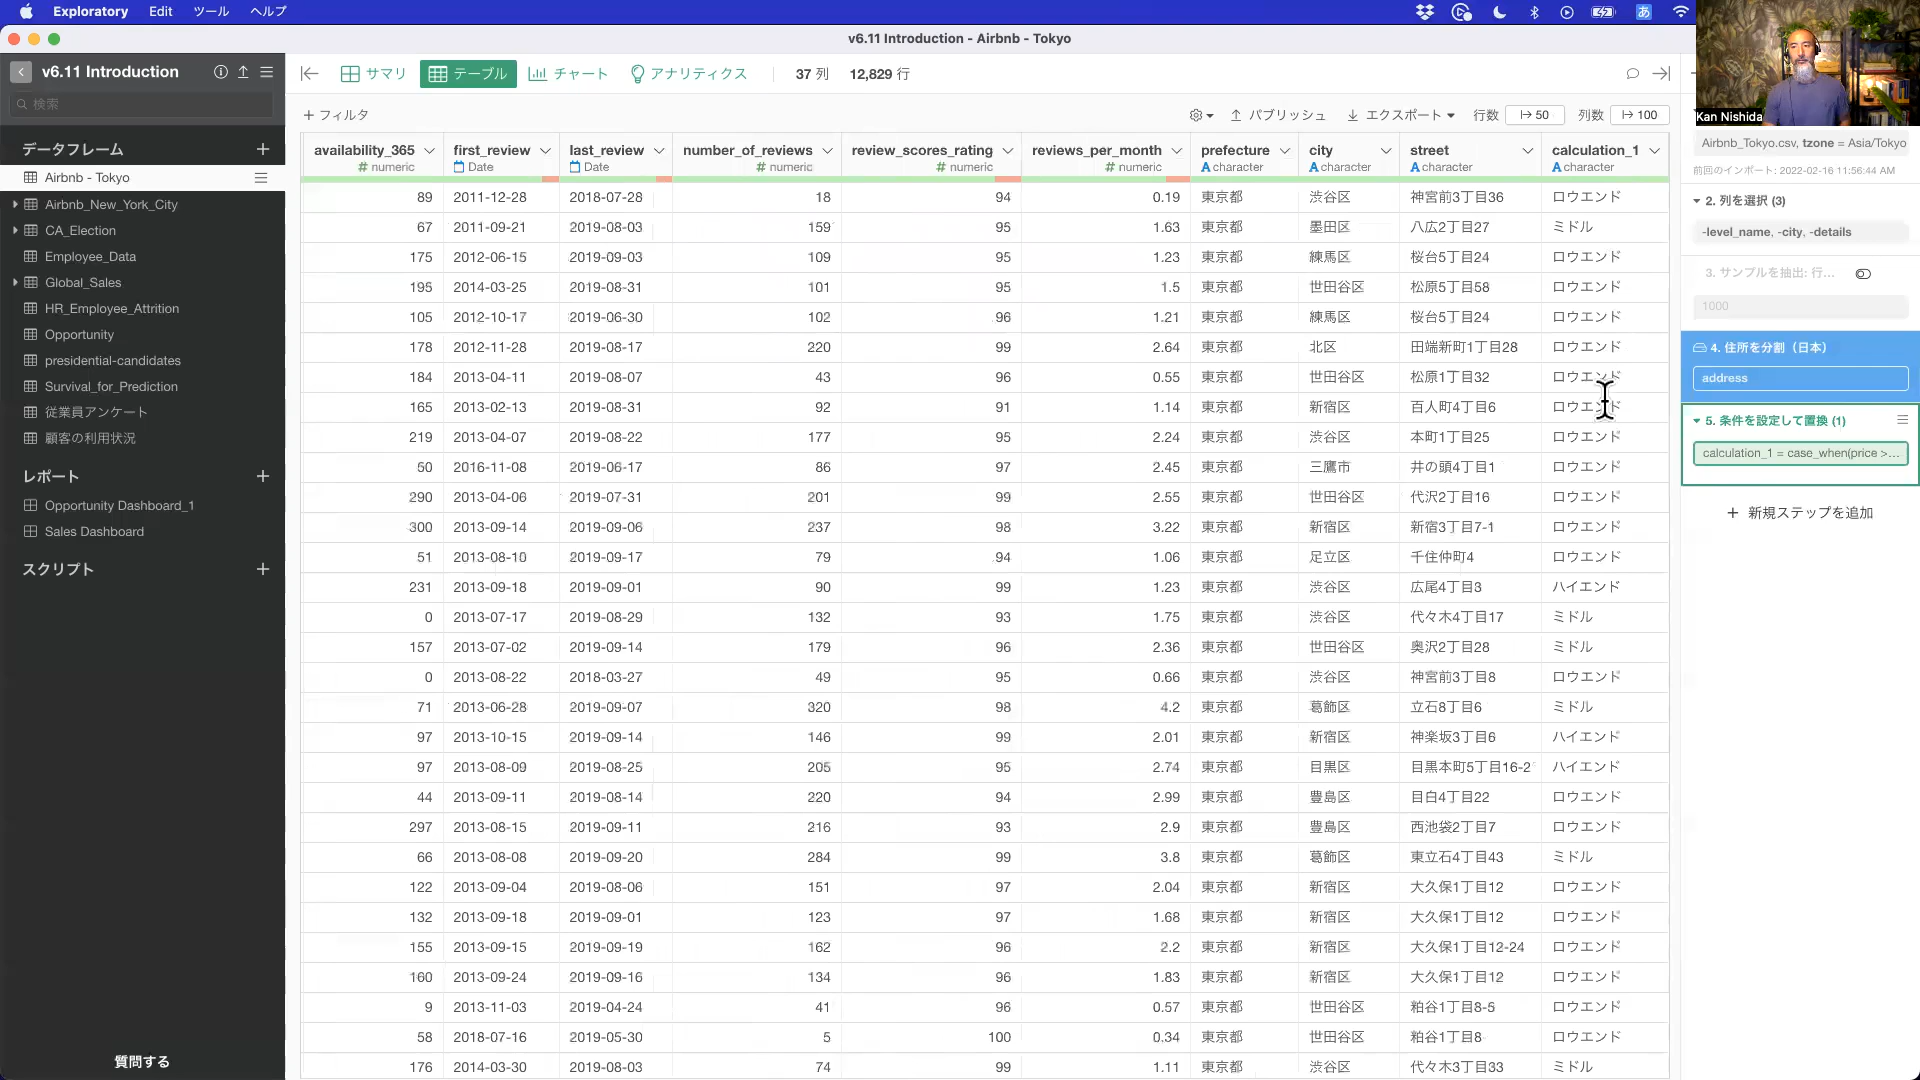 Exploratory Edit ツール ヘルプ
あ
v6.11 Introduction - Airbnb - Tokyo
v6.11 Introduction
検索
データフレーム
Airbnb - Tokyo
Airbnb_New_York_City
CA_Election
Employee_Data
Global_Sales
HR_Employee_Attrition
Opportunity
presidential-candidates
Survival_for_Prediction
従業員アンケート
顧客の利用状況
レポート
Opportunity Dashboard_1
Sales Dashboard
スクリプト
質問する
サマリ テーブル チャート アナリティクス 37 列 12,829 行
フィルタ パブリッシュ エクスポート 行数 50 列数 100
availability_365 first_review last_review number_of_reviews review_scores_rating reviews_per_month prefecture city street calculation_1
# numeric Date Date # numeric # numeric # numeric A character A character A character A character
89 2011-12-28 2018-07-28 18 94 0.19 東京都 渋谷区 神宮前3丁目36 ロウエンド
67 2011-09-21 2019-08-03 159 95 1.63 東京都 墨田区 八広2丁目27 ミドル
175 2012-06-15 2019-09-03 109 95 1.23 東京都 練馬区 桜台5丁目24 ロウエンド
195 2014-03-25 2019-08-31 101 95 1.5 東京都 世田谷区 松原5丁目58 ロウエンド
105 2012-10-17 2019-06-30 102 96 1.21 東京都 練馬区 桜台5丁目24 ロウエンド
178 2012-11-28 2019-08-17 220 99 2.64 東京都 北区 田端新町1丁目28 ロウエンド
184 2013-04-11 2019-08-07 43 96 0.55 東京都 世田谷区 松原1丁目32 ロウエンド
165 2013-02-13 2019-08-31 92 91 1.14 東京都 新宿区 百人町4丁目6 ロウエンド
219 2013-04-07 2019-08-22 177 95 2.24 東京都 渋谷区 本町1丁目25 ロウエンド
50 2016-11-08 2019-06-17 86 97 2.45 東京都 三鷹市 井の頭4丁目1 ロウエンド
290 2013-04-06 2019-07-31 201 99 2.55 東京都 世田谷区 代沢2丁目16 ロウエンド
300 2013-09-14 2019-09-06 237 98 3.22 東京都 新宿区 新宿3丁目7-1 ロウエンド
51 2013-08-10 2019-09-17 79 94 1.06 東京都 足立区 千住仲町4 ロウエンド
231 2013-09-18 2019-09-01 90 99 1.23 東京都 渋谷区 広尾4丁目3 ハイエンド
0 2013-07-17 2019-08-29 132 93 1.75 東京都 渋谷区 代々木4丁目17 ミドル
157 2013-07-02 2019-09-14 179 96 2.36 東京都 世田谷区 奥沢2丁目28 ミドル
0 2013-08-22 2018-03-27 49 95 0.66 東京都 渋谷区 神宮前3丁目8 ロウエンド
71 2013-06-28 2019-09-07 320 98 4.2 東京都 葛飾区 立石8丁目6 ミドル
97 2013-10-15 2019-09-14 146 99 2.01 東京都 新宿区 神楽坂3丁目6 ハイエンド
97 2013-08-09 2019-08-25 205 95 2.74 東京都 目黒区 目黒本町5丁目16-2 ハイエンド
44 2013-09-11 2019-08-14 220 94 2.99 東京都 豊島区 目白4丁目22 ロウエンド
297 2013-08-15 2019-09-11 216 93 2.9 東京都 豊島区 西池袋2丁目7 ロウエンド
66 2013-08-08 2019-09-20 284 99 3.8 東京都 葛飾区 東立石4丁目43 ミドル
122 2013-09-04 2019-08-06 151 97 2.04 東京都 新宿区 大久保1丁目12 ロウエンド
132 2013-09-18 2019-09-01 123 97 1.68 東京都 新宿区 大久保1丁目12 ロウエンド
155 2013-09-15 2019-09-19 162 96 2.2 東京都 新宿区 大久保1丁目12-24 ロウエンド
160 2013-09-24 2019-09-16 134 96 1.83 東京都 新宿区 大久保1丁目12 ロウエンド
9 2013-11-03 2019-04-24 41 96 0.57 東京都 世田谷区 粕谷1丁目8-5 ロウエンド
58 2018-07-16 2019-05-30 5 100 0.34 東京都 世田谷区 粕谷1丁目8 ロウエンド
176 2014-03-30 2019-08-03 74 99 1.11 東京都 渋谷区 代々木3丁目33 ミドル
Kan Nishida
Airbnb_Tokyo.csv, tzone = Asia/Tokyo
前回のインポート: 2022-02-16 11:56:44 AM
2. 列を選択 (3)
-level_name, -city, -details
3. サンプルを抽出: 行...
1000
4. 住所を分割（日本）
address
5. 条件を設定して置換 (1)
calculation_1 = case_when(price >...
+ 新規ステップを追加